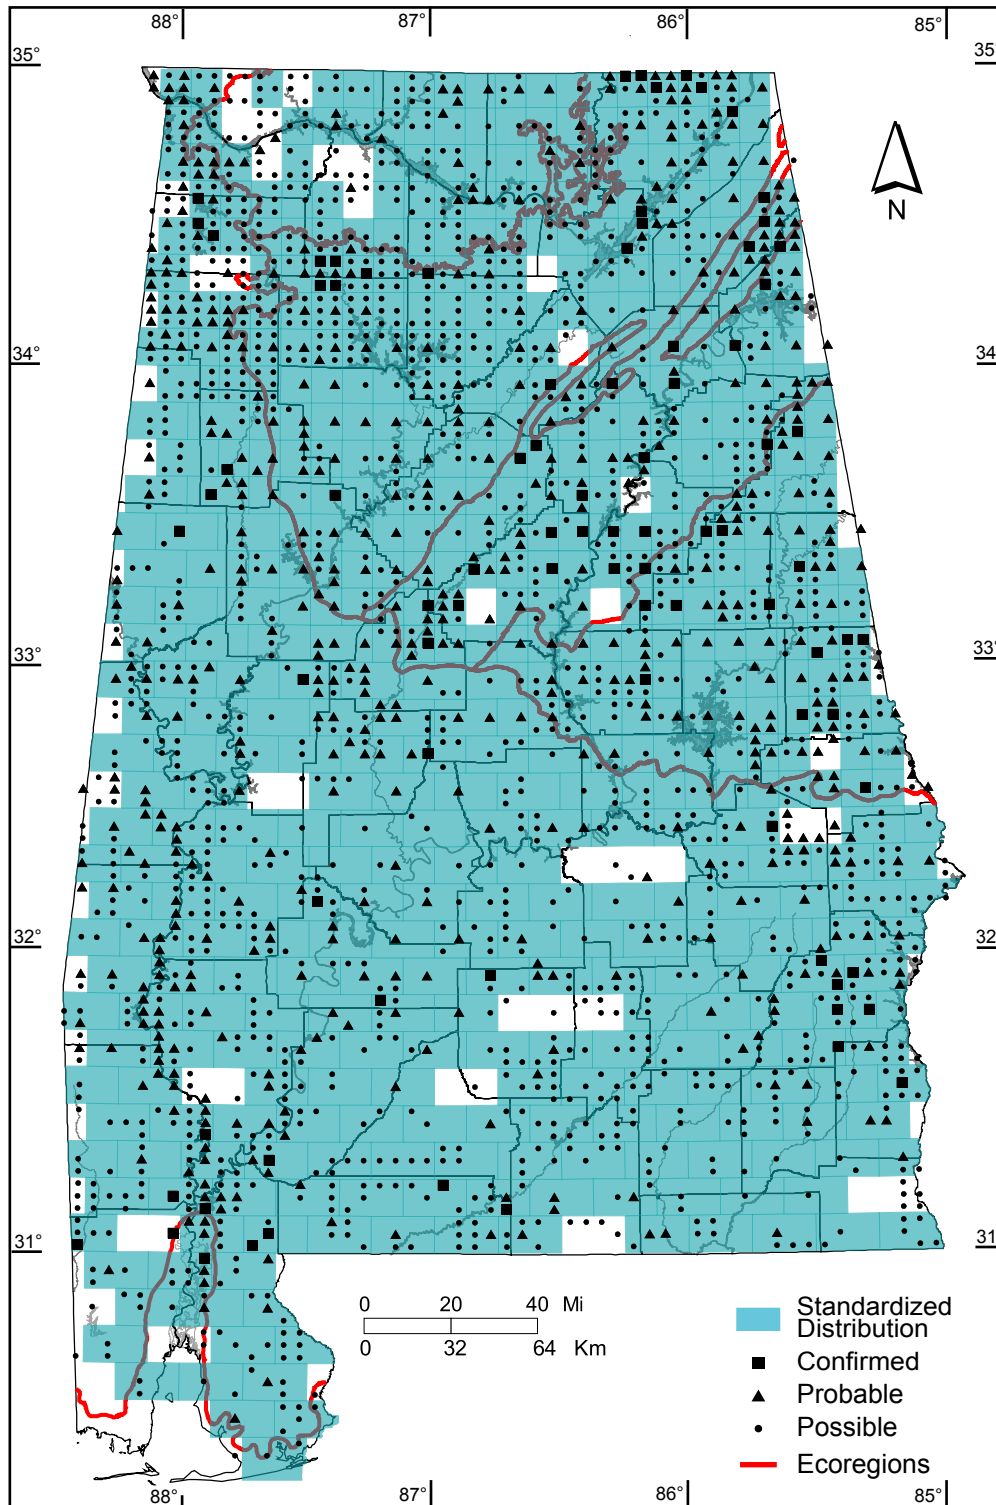 88° 87° 86° 85°
35° 35°
N
34° 34
33° 33°
32° 32
31° 31
0 20 40 Mi
0 32 64 Km
Standardized
Distribution
Confirmed
Probable
Possible
Ecoregions
88° 87° 86° 85°